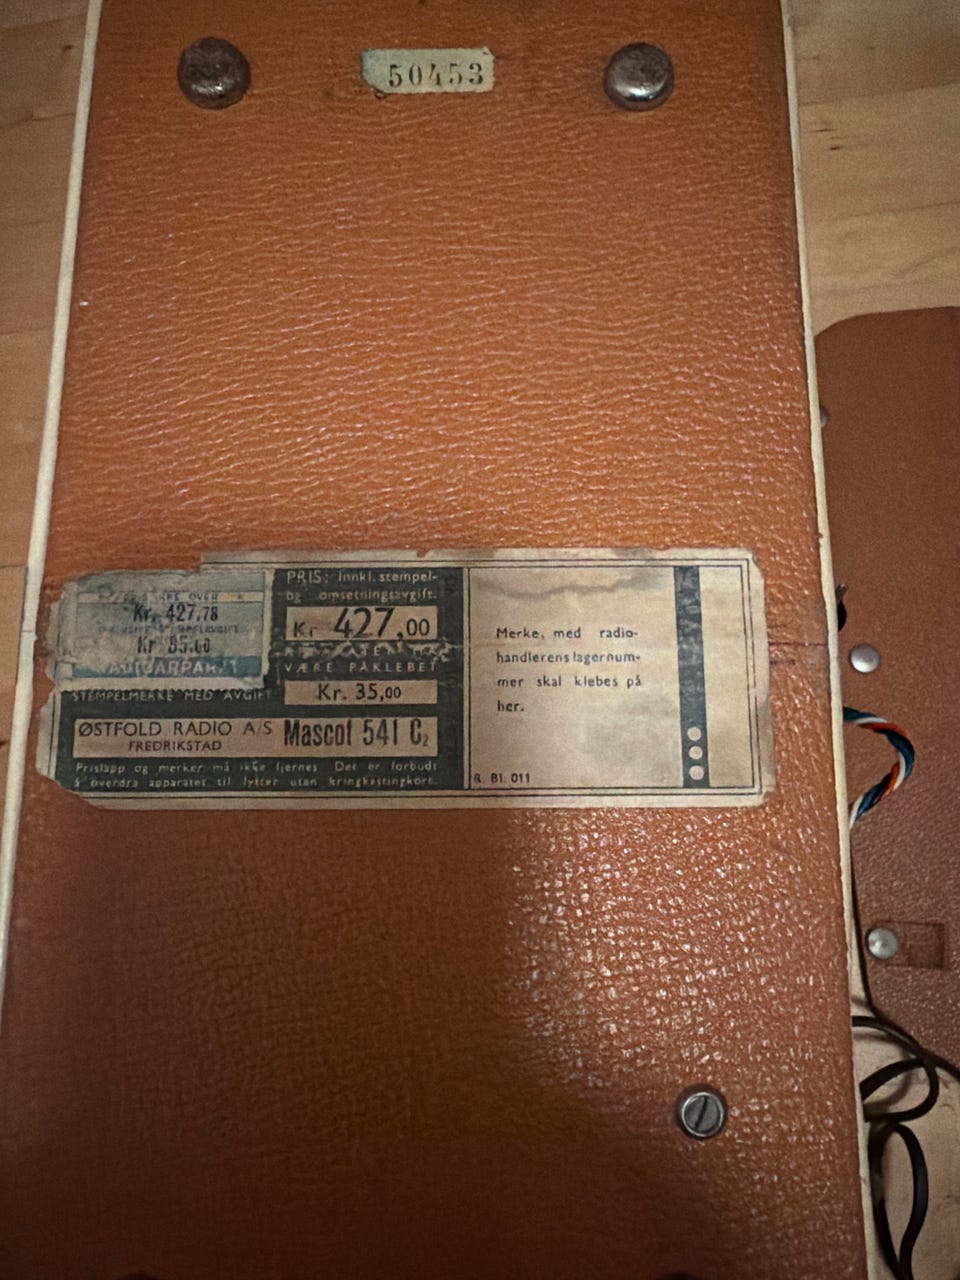 50453
PRIS: Innkl. stempel-
og omsetningsavgift.
Kr 427,00
VÆRE PÅKLEBET
Kr. 35,00
IKKE OVER
Kr. 427,78
Kr. 35.00
STEMPELMERKE MED AVGIFT
ØSTFOLD RADIO A/S
FREDRIKSTAD
Mascot 541 C₂
Prislapp og merker må ikke fjernes Det er forbudt
å overdra apparatet til lytter uten kringkastingkort.
Merke, med radio-
handlerens lagernum-
mer skal klebes på
her.
R. Bl. 011